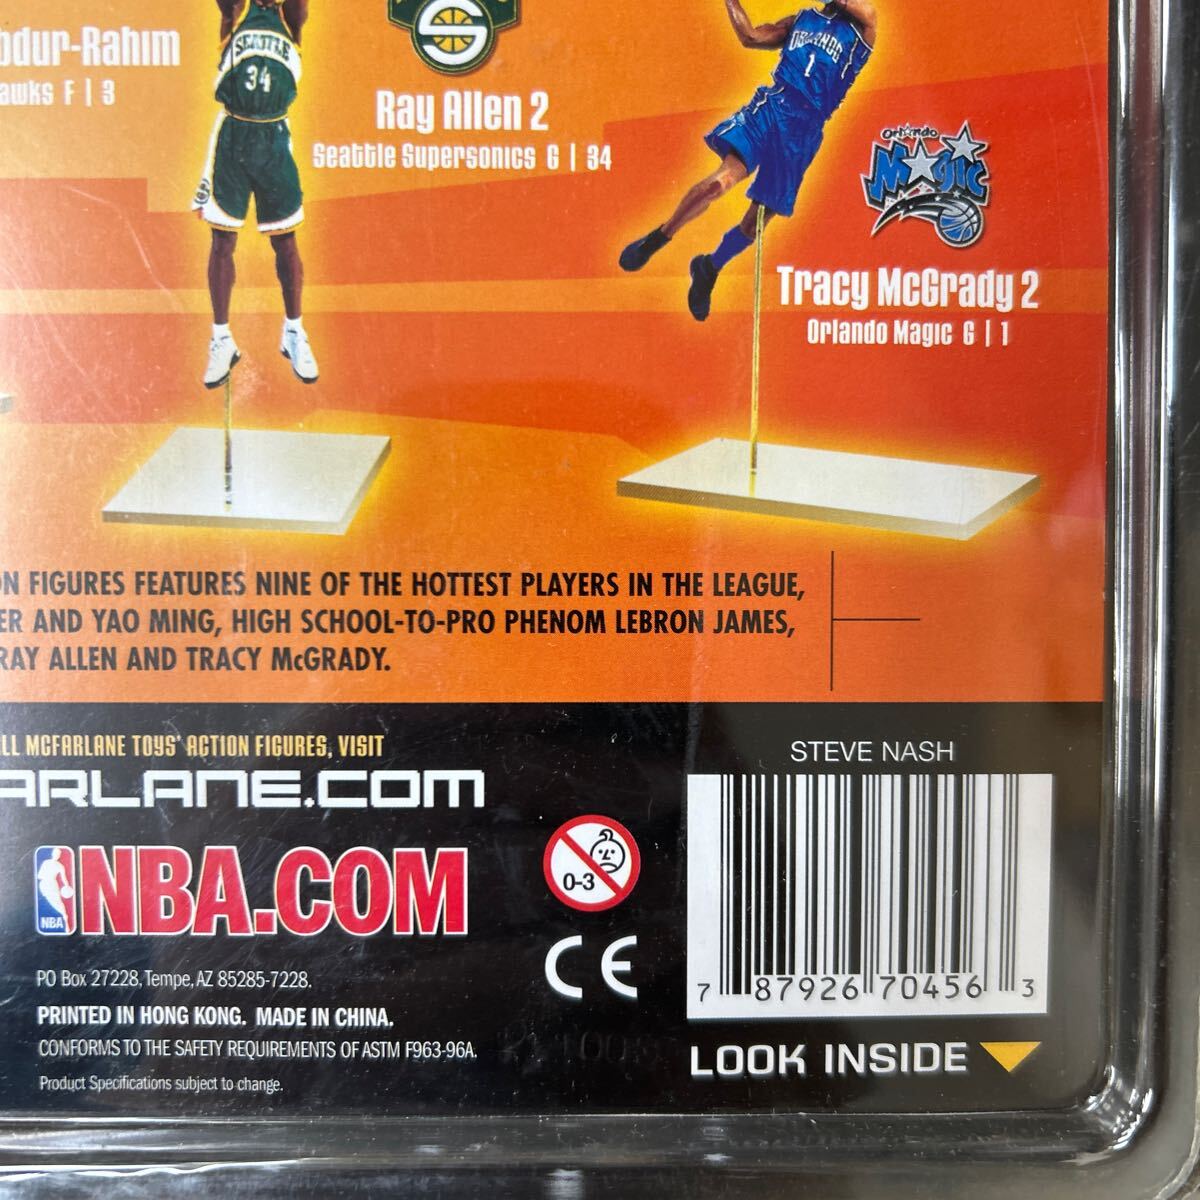 bdur-Rahim
awks F | 3
SEATTLE
34
S
Ray Allen 2
Seattle Supersonics G | 34
ORLANDO
1
Orlando
Magic
Tracy McGrady 2
Orlando Magic G | 1
ON FIGURES FEATURES NINE OF THE HOTTEST PLAYERS IN THE LEAGUE,
ER AND YAO MING, HIGH SCHOOL-TO-PRO PHENOM LEBRON JAMES,
RAY ALLEN AND TRACY McGRADY.
LL MCFARLANE TOYS' ACTION FIGURES, VISIT
ARLANE.COM
NBA
NBA.COM
PO Box 27228, Tempe, AZ 85285-7228.
PRINTED IN HONG KONG. MADE IN CHINA.
CONFORMS TO THE SAFETY REQUIREMENTS OF ASTM F963-96A.
Product Specifications subject to change.
0-3
CE
STEVE NASH
7 87926 70456 3
LOOK INSIDE